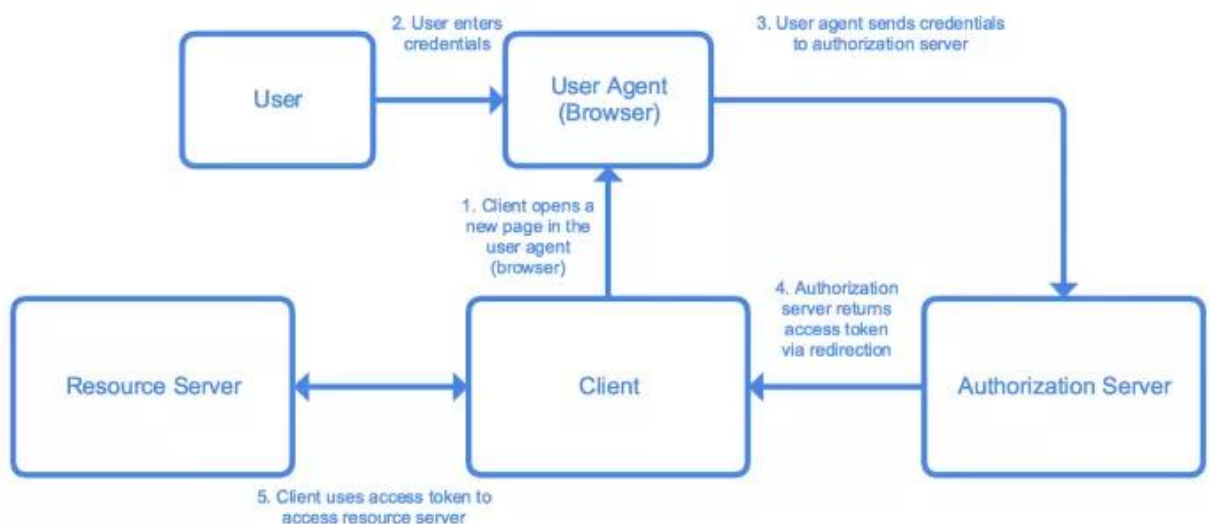 2. User enters
credentials
3. User agent sends credentials
to authorization server
User
User Agent
(Browser)
1. Client opens a
new page in the
user agent
(browser)
4. Authorization
server returns
access token
via redirection
Resource Server
Client
Authorization Server
5. Client uses access token to
access resource server